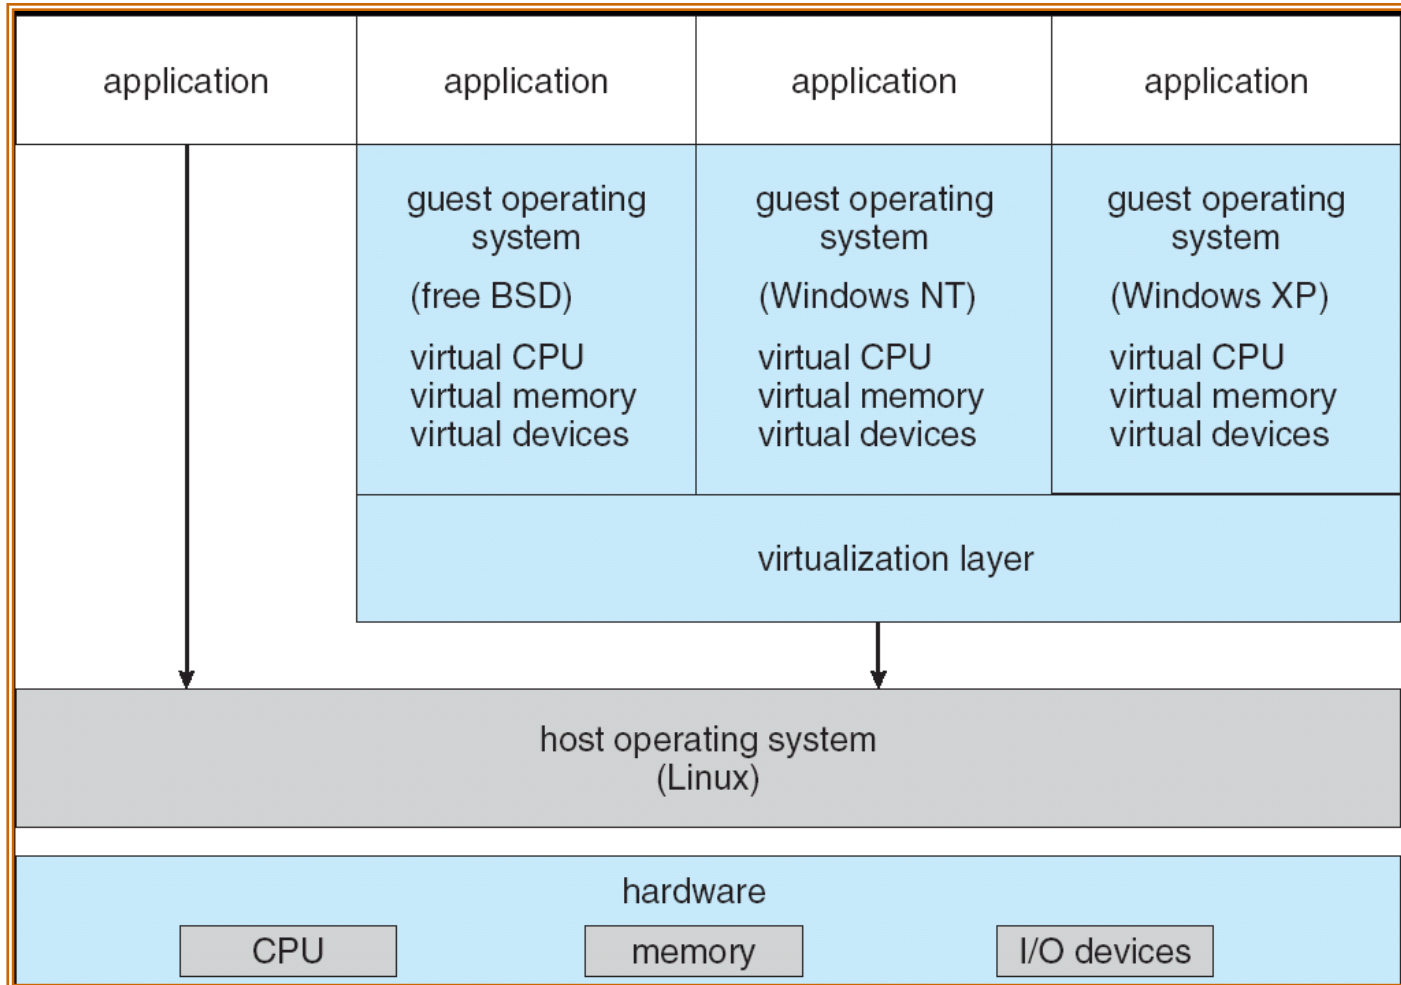 application
application
application
application
guest operating
system
(free BSD)
virtual CPU
virtual memory
virtual devices
guest operating
system
(Windows NT)
virtual CPU
virtual memory
virtual devices
guest operating
system
(Windows XP)
virtual CPU
virtual memory
virtual devices
virtualization layer
host operating system
(Linux)
hardware
CPU
memory
I/O devices